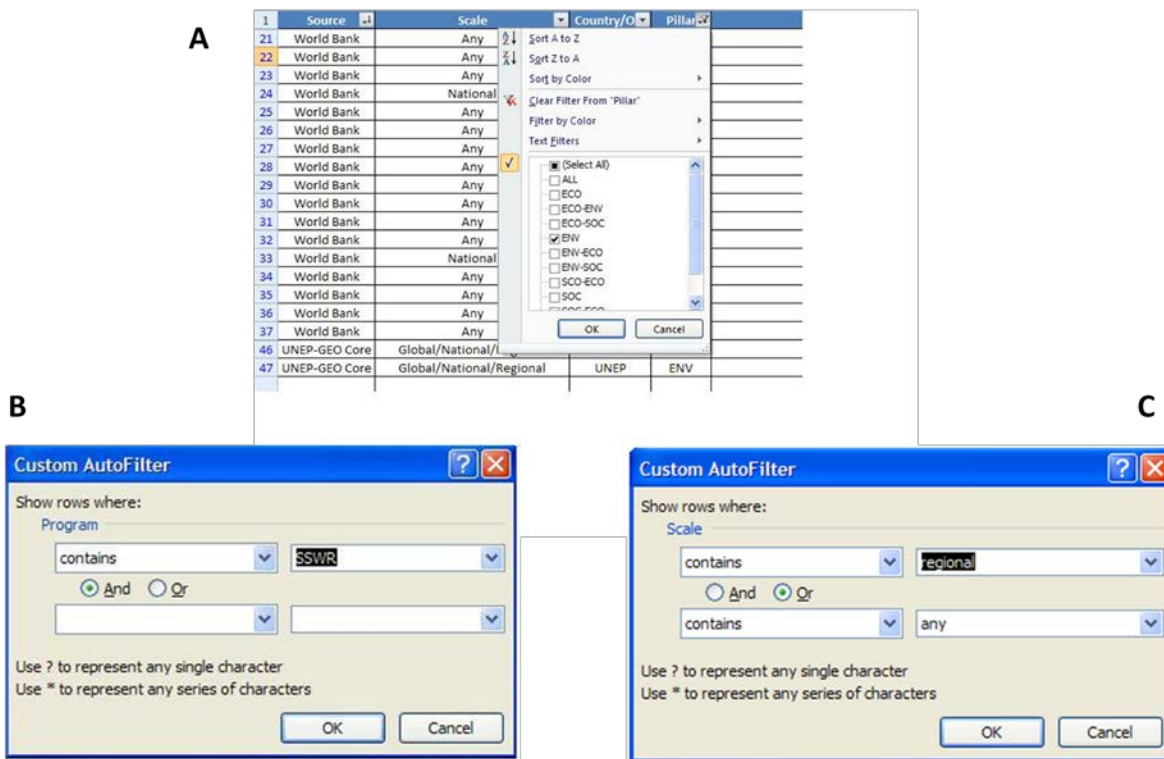 A
1 Source Scale Country/O Pillar
21 World Bank Any
22 World Bank Any
23 World Bank Any
24 World Bank National
25 World Bank Any
26 World Bank Any
27 World Bank Any
28 World Bank Any
29 World Bank Any
30 World Bank Any
31 World Bank Any
32 World Bank Any
33 World Bank National
34 World Bank Any
35 World Bank Any
36 World Bank Any
37 World Bank Any
46 UNEP-GEO Core Global/National/
47 UNEP-GEO Core Global/National/Regional UNEP ENV
Sort A to Z
Sort Z to A
Sort by Color
Clear Filter From "Pillar"
Filter by Color
Text Filters
(Select All)
ALL
ECO
ECO-ENV
ECO-SOC
ENV
ENV-ECO
ENV-SOC
SCO-ECO
SOC
OK Cancel
B
Custom AutoFilter
Show rows where:
Program
contains SSWR
And Or
Use ? to represent any single character
Use * to represent any series of characters
OK Cancel
C
Custom AutoFilter
Show rows where:
Scale
contains regional
And Or
contains any
Use ? to represent any single character
Use * to represent any series of characters
OK Cancel